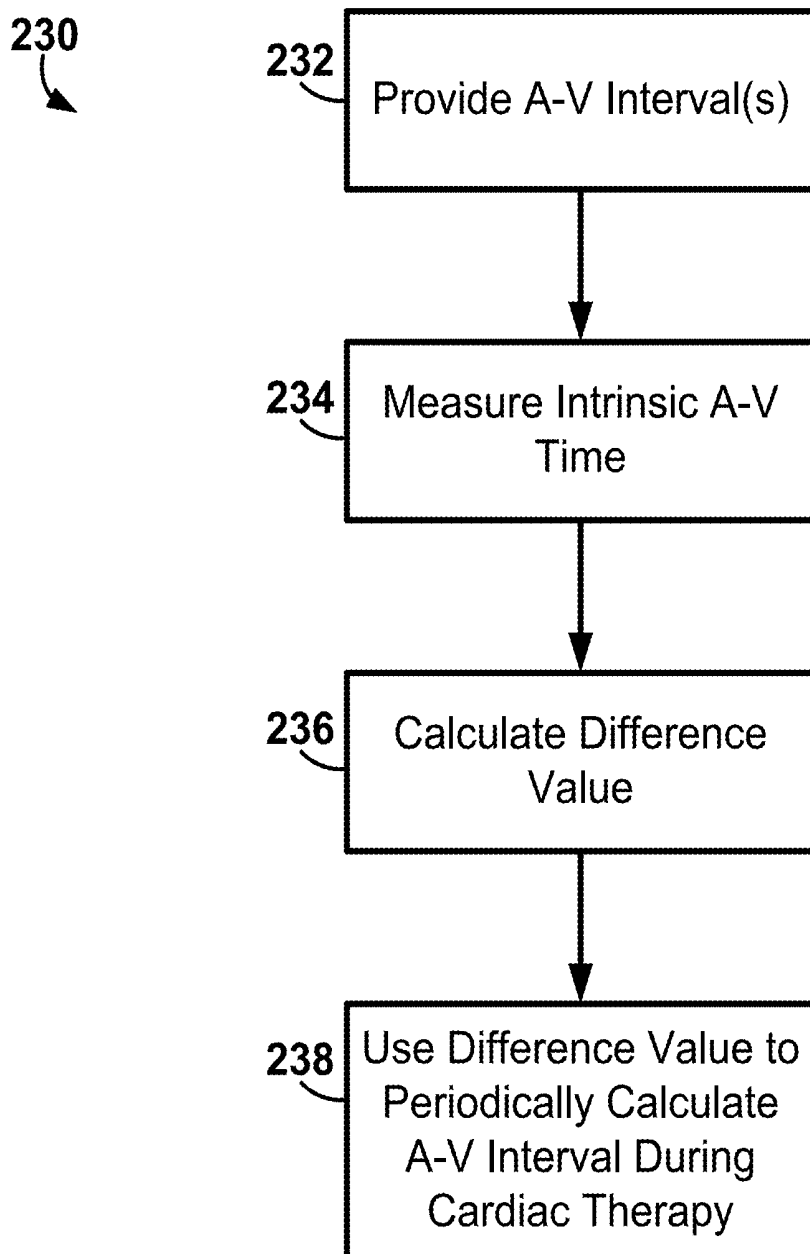 230
232
Provide A-V Interval(s)
234
Measure Intrinsic A-V
Time
236
Calculate Difference
Value
238
Use Difference Value to
Periodically Calculate
A-V Interval During
Cardiac Therapy